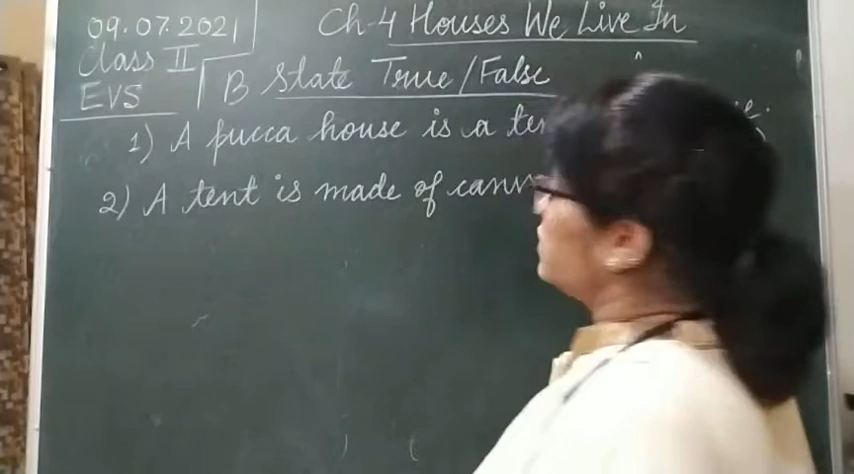 09.07.2021
Ch-4 Houses We Live In
Class II
EVS
B State True/False
1) A pucca house is a
2) A tent is made of